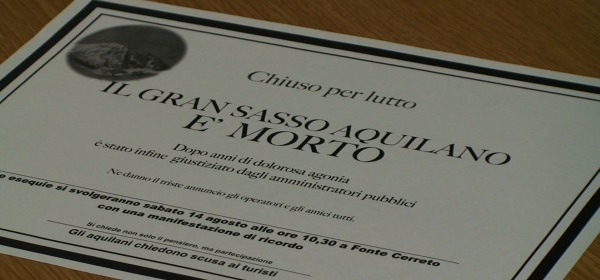 Chiuso per lutto
IL GRAN SASSO AQUILANO
E' MORTO
Dopo anni di dolorosa agonia
è stato infine giustiziato dagli amministratori pubblici
Ne danno il triste annuncio gli operatori e gli amici tutti.
esequie si svolgeranno sabato 14 agosto alle ore 10,30 a Fonte Cerreto
con una manifestazione di ricordo
Si chiede non solo il pensiero, ma partecipazione
Gli aquilani chiedono scusa ai turisti